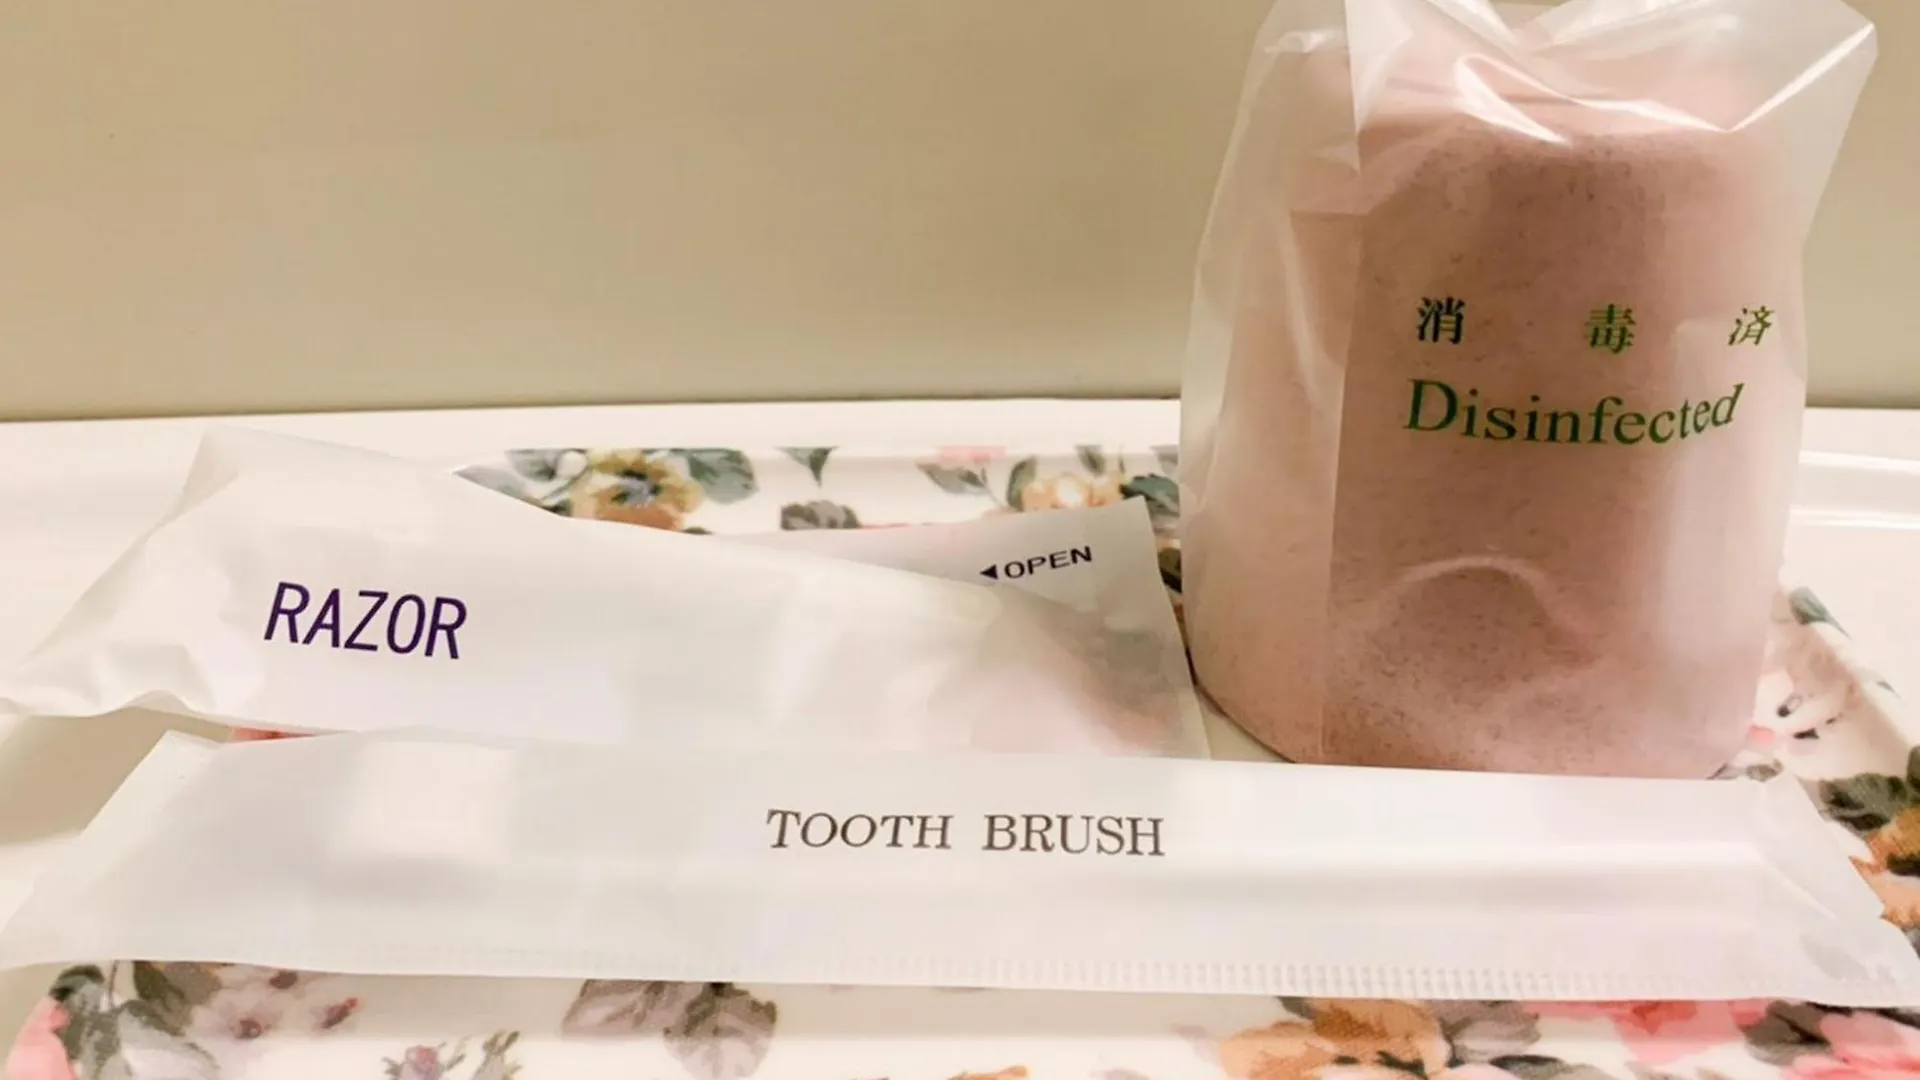 消毒済
Disinfected
◀OPEN
RAZOR
TOOTH BRUSH